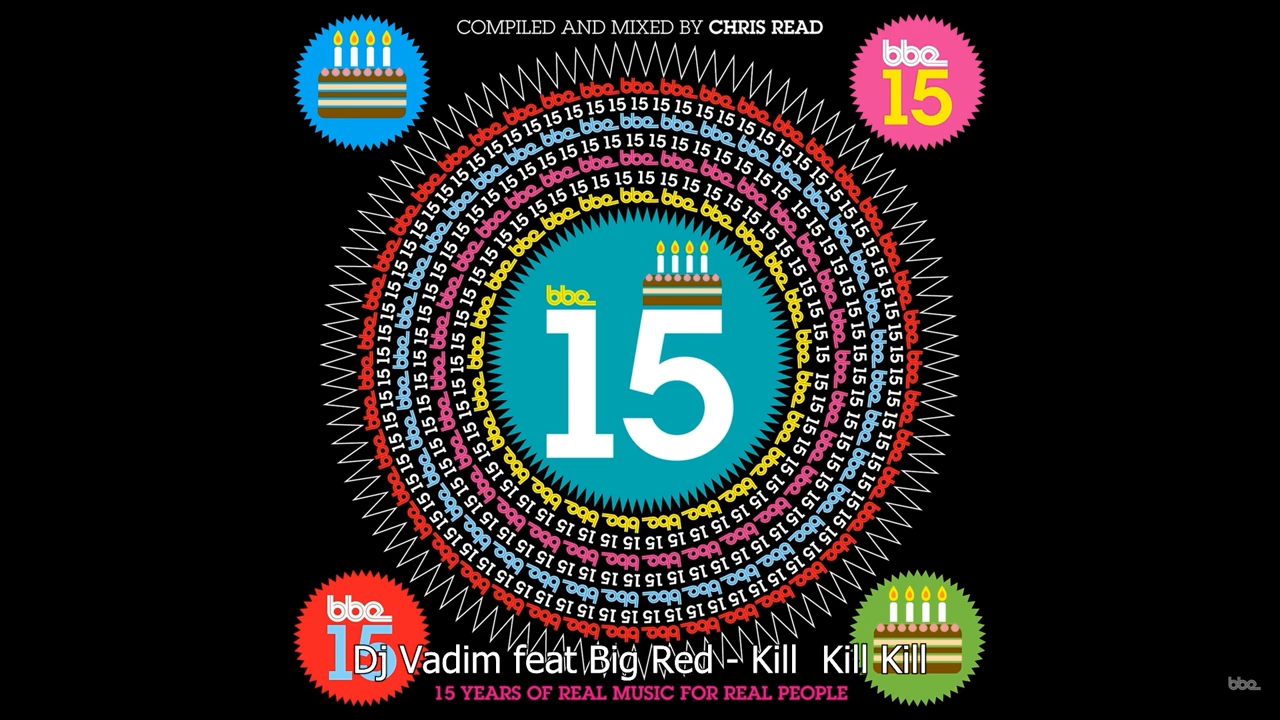 COMPILED AND MIXED BY CHRIS READ
bbe
15
bbe
15
bbe
15
Dj Vadim feat Big Red - Kill  Kill Kill
15 YEARS OF REAL MUSIC FOR REAL PEOPLE
bbe